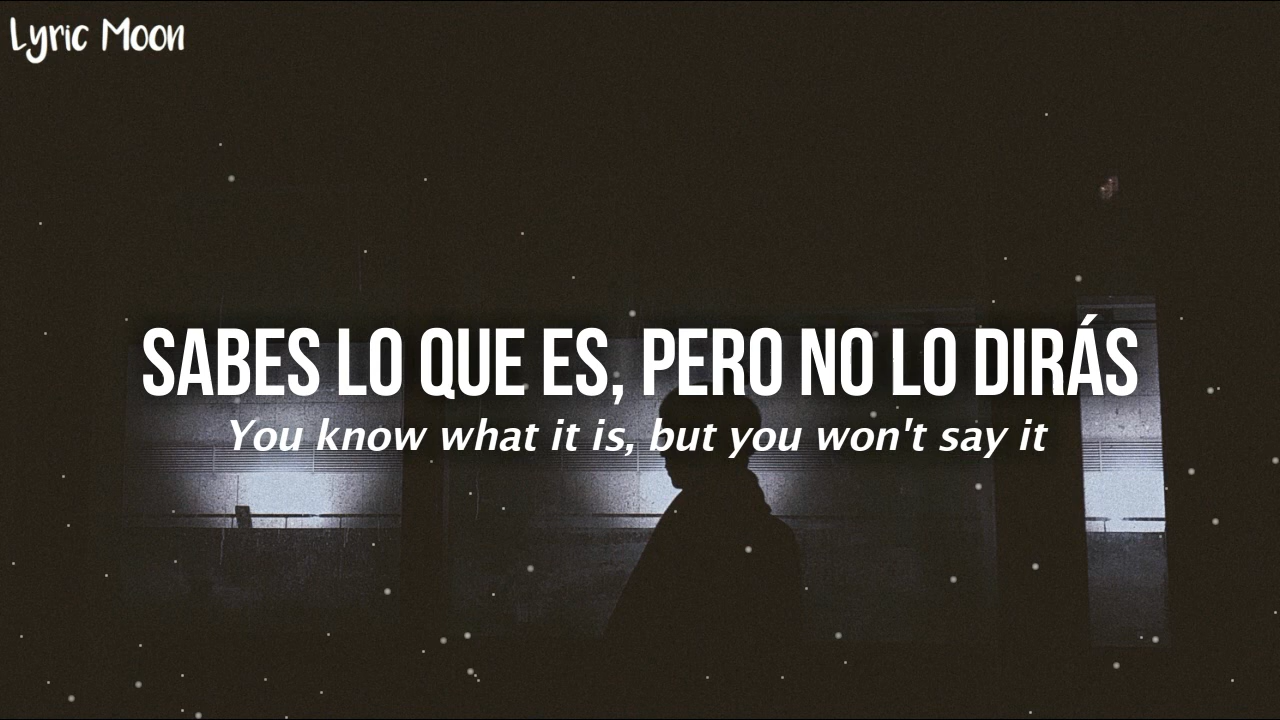 Lyric Moon
SABES LO QUE ES, PERO NO LO DIRÁS
You know what it is, but you won't say it